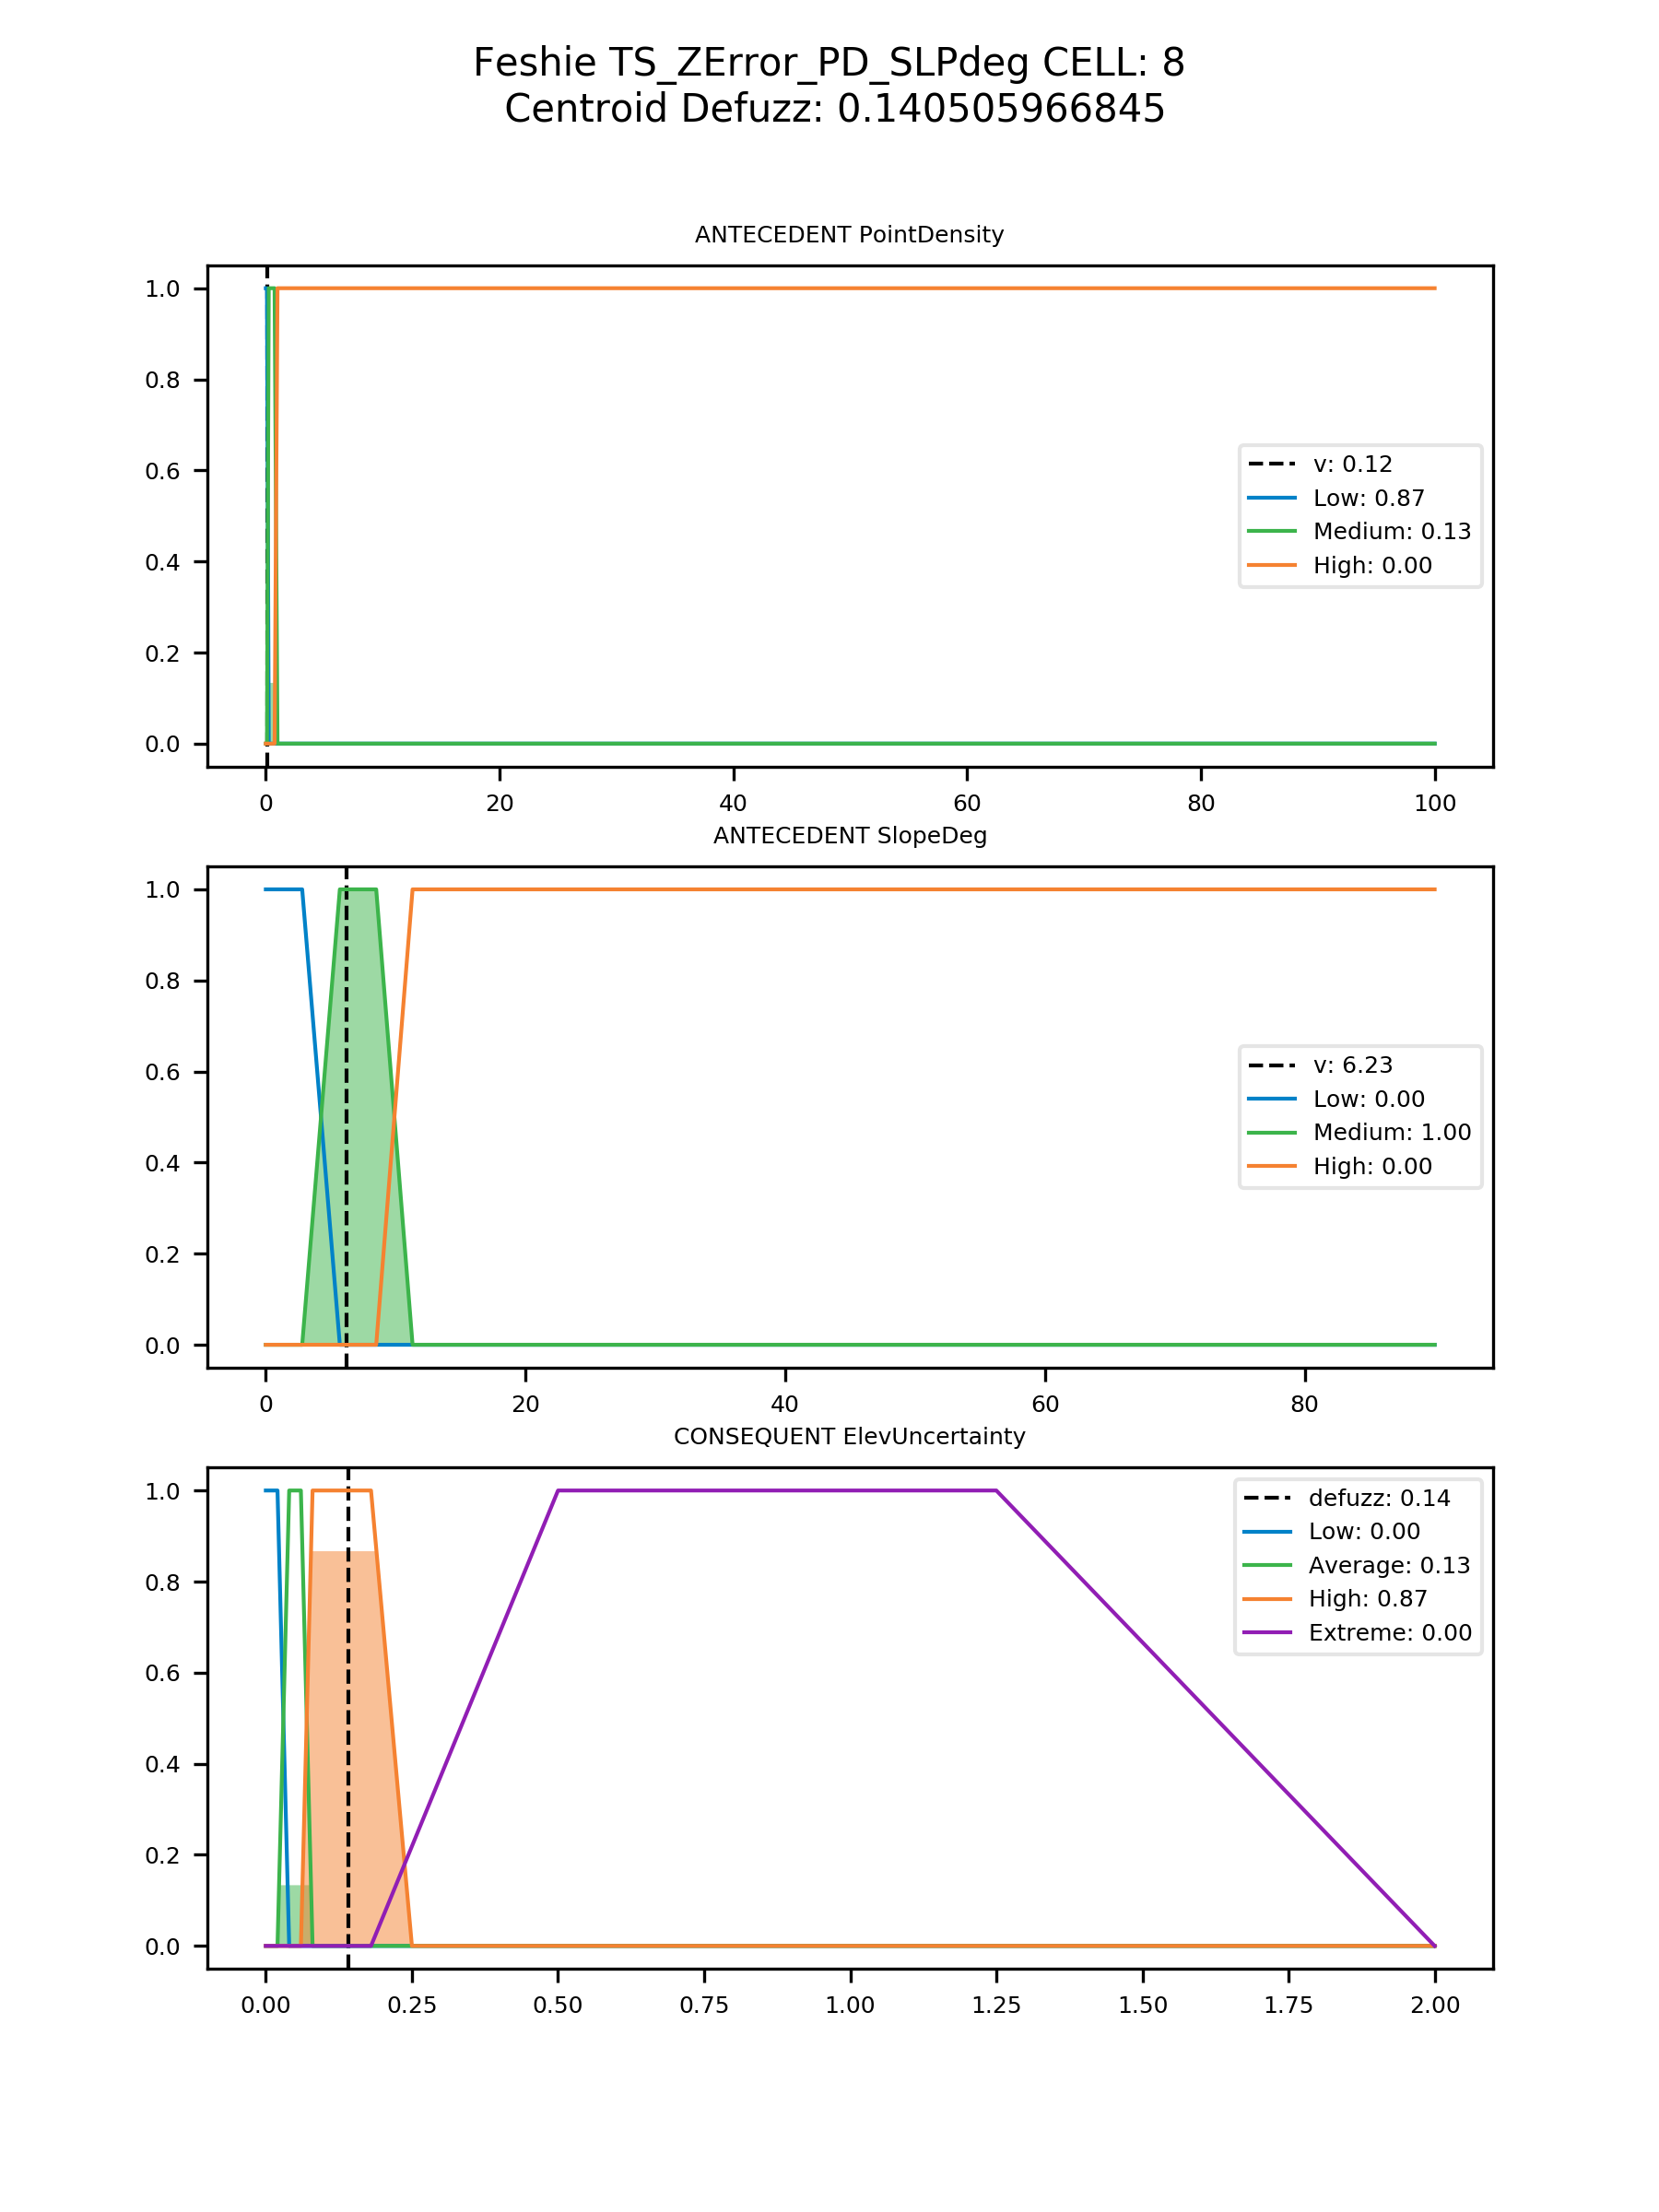 Feshie TS_ZError_PD_SLPdeg CELL: 8
Centroid Defuzz: 0.140505966845
ANTECEDENT PointDensity
1.0
0.8
0.6
0.4
0.2
0.0
v: 0.12
Low: 0.87
Medium: 0.13
High: 0.00
0 20 40 60 80 100
ANTECEDENT SlopeDeg
1.0
0.8
0.6
0.4
0.2
0.0
v: 6.23
Low: 0.00
Medium: 1.00
High: 0.00
0 20 40 60 80
CONSEQUENT ElevUncertainty
1.0
0.8
0.6
0.4
0.2
0.0
defuzz: 0.14
Low: 0.00
Average: 0.13
High: 0.87
Extreme: 0.00
0.00 0.25 0.50 0.75 1.00 1.25 1.50 1.75 2.00